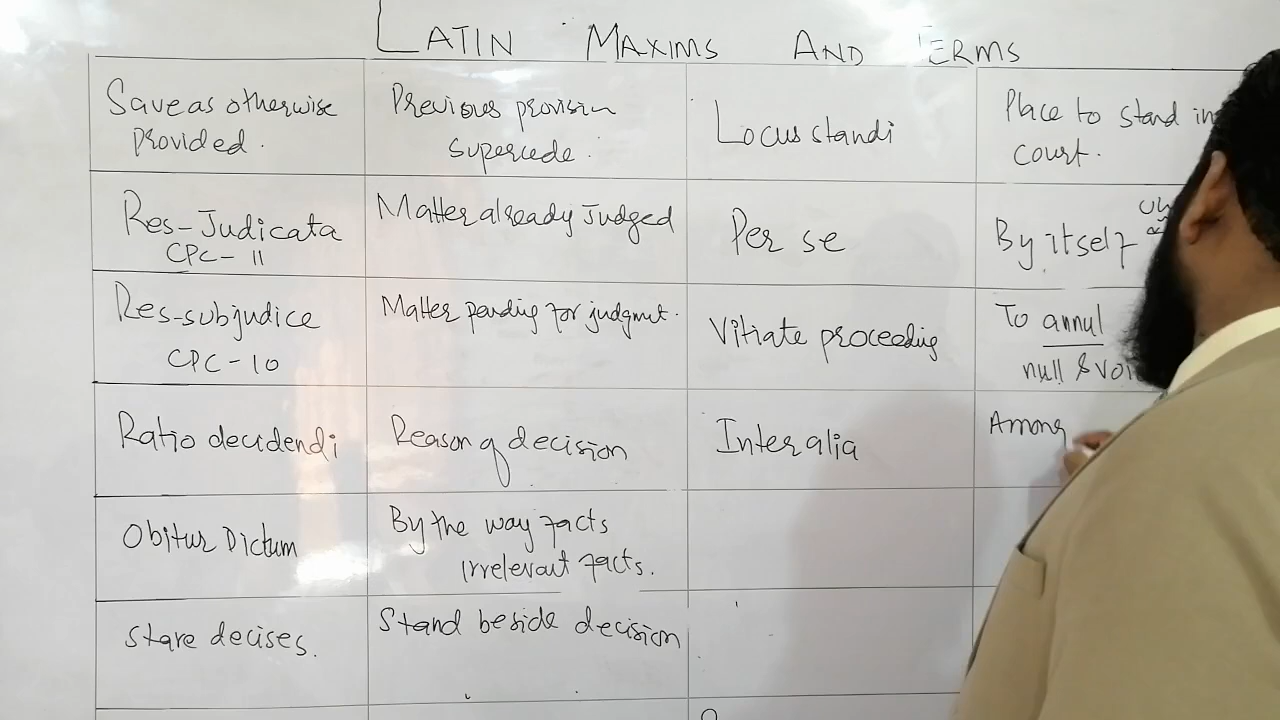 LATIN MAXIMS AND TERMS
Save as otherwise
provided.
Previous provision
supercede.
Locus standi
Place to stand in
court.
Res-Judicata
CPC-11
Matter already Judged
Per se
By itself
Res-subjudice
CPC-10
Matter pending for judgmut.
Vitiate proceeding
To annul
null & voi
Ratio decidendi
Reason of decision
Inter alia
Among
Obitur Dictum
By the way facts
irrelevant facts.
Stare decises.
Stand beside decision